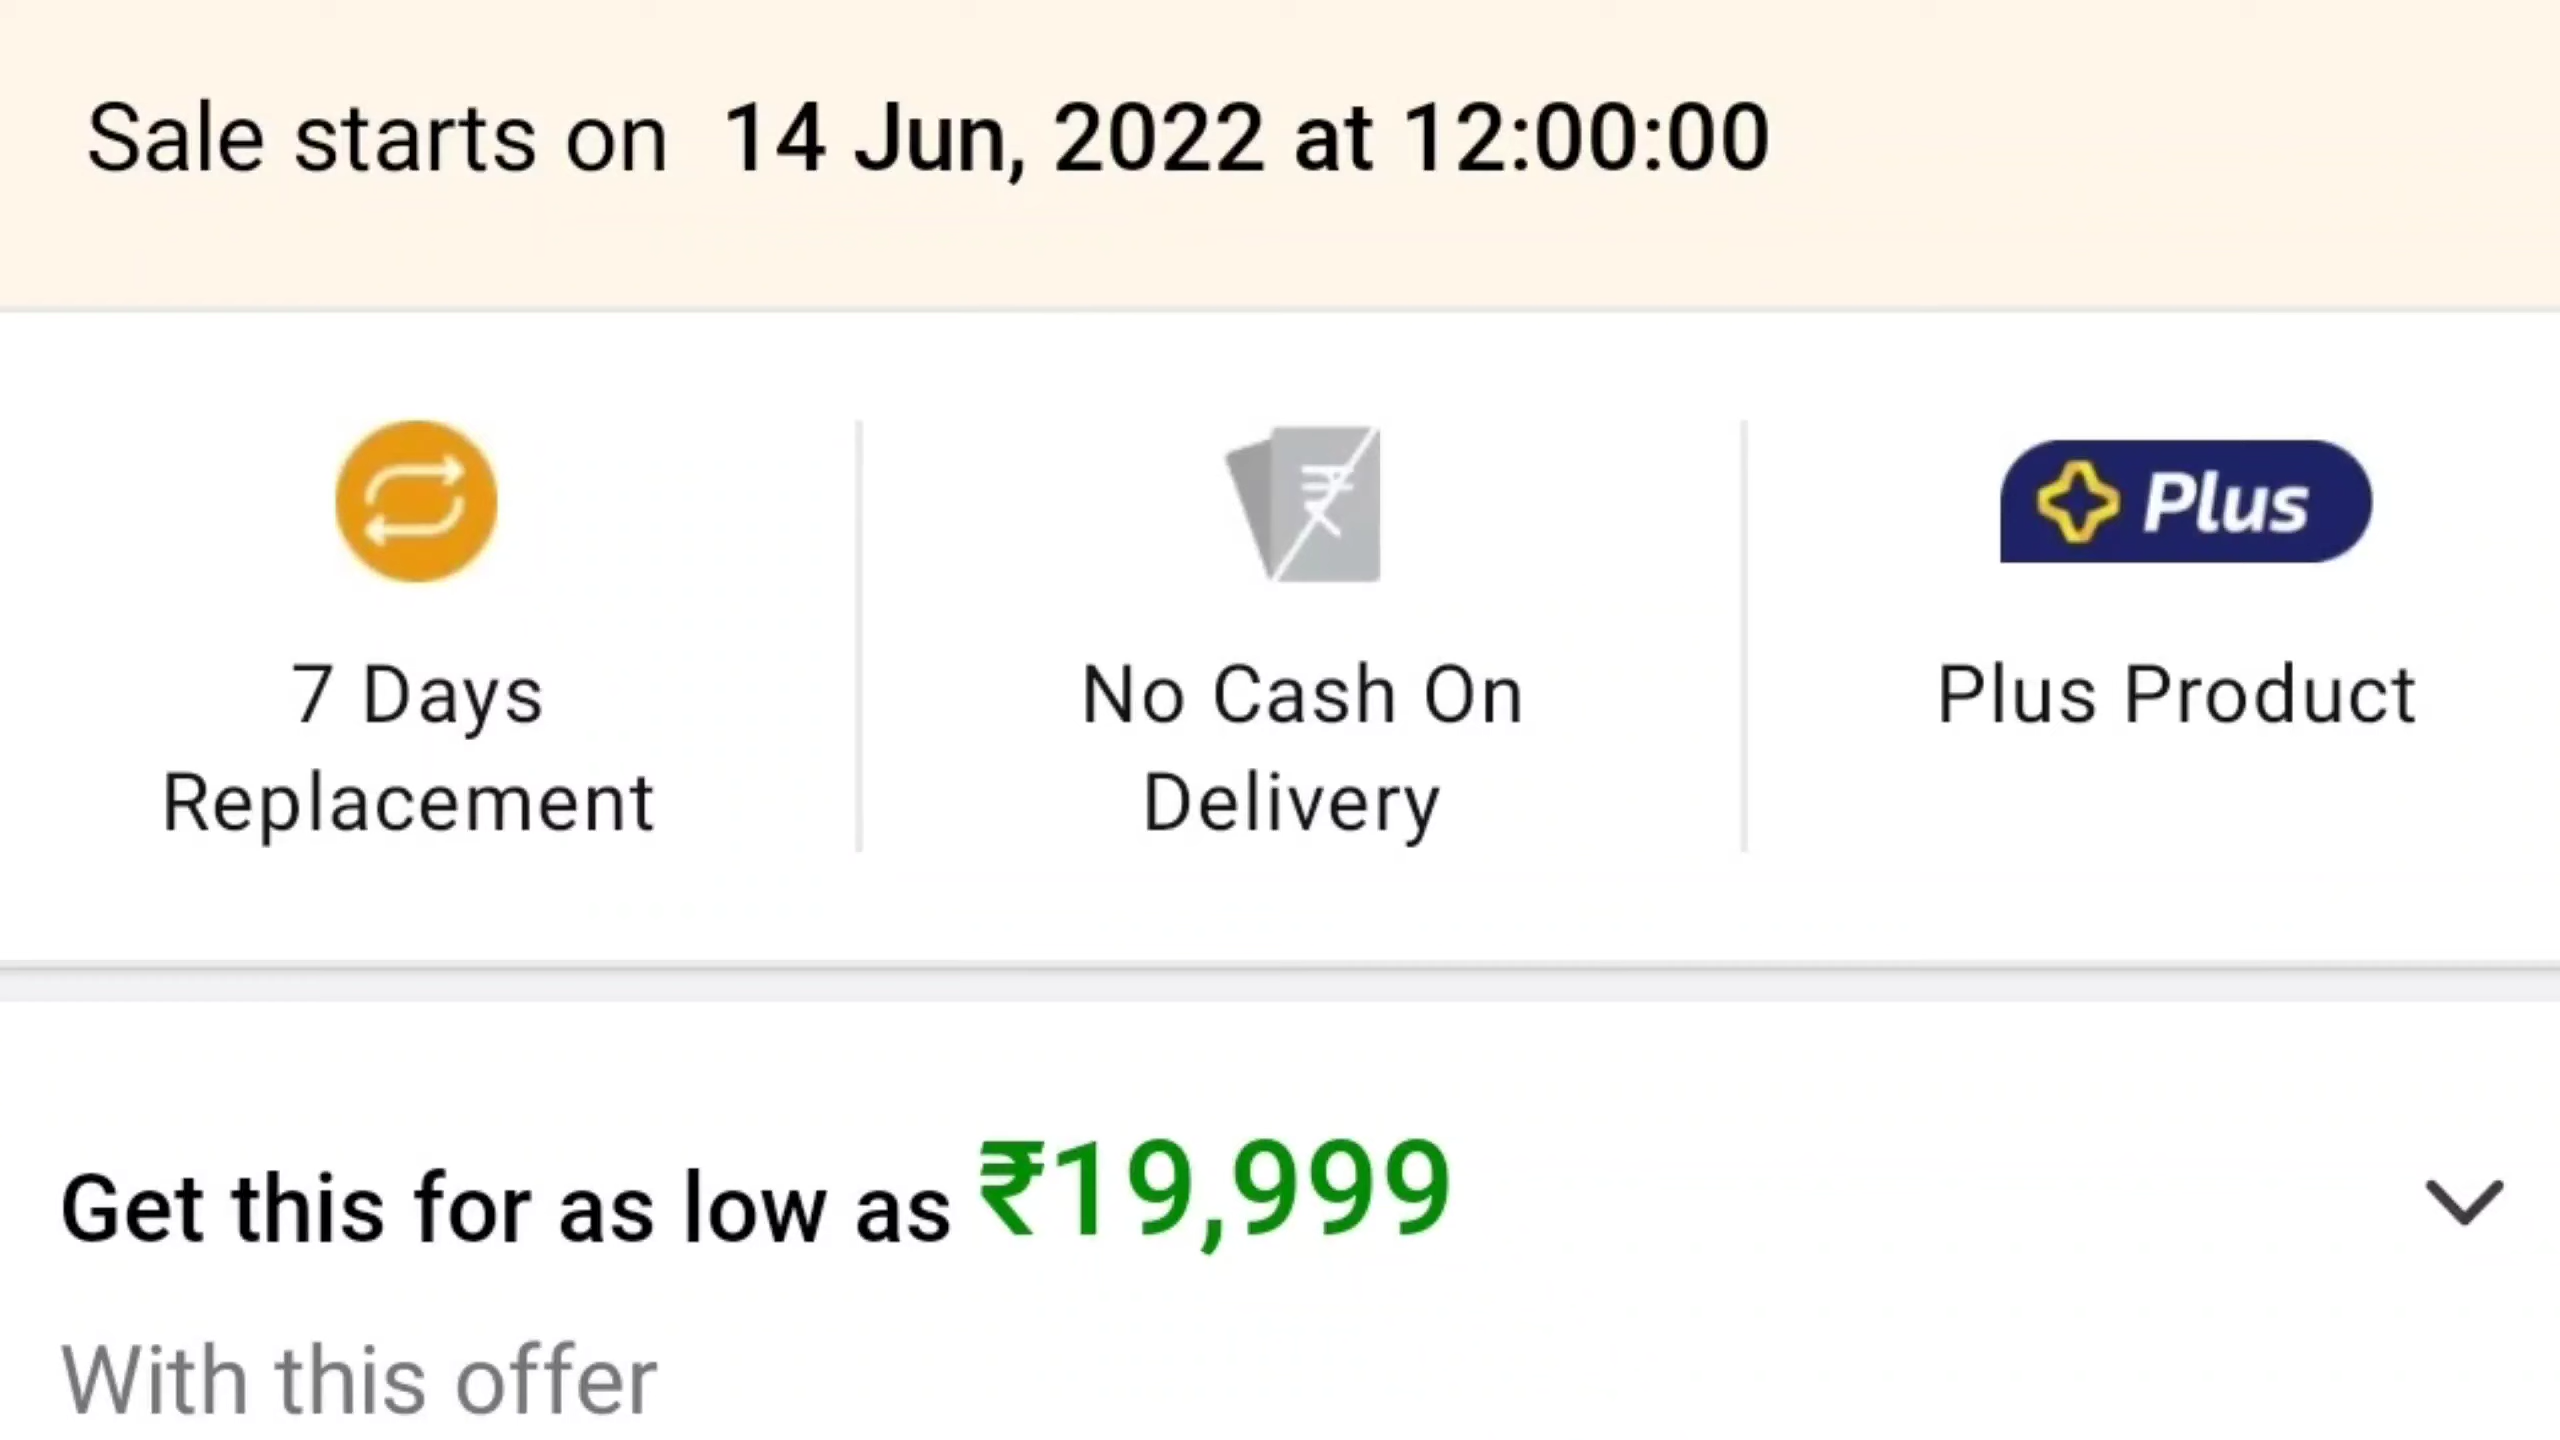 Sale starts on 14 Jun, 2022 at 12:00:00
₹
Plus
7 Days
Replacement
No Cash On
Delivery
Plus Product
Get this for as low as ₹19,999
With this offer